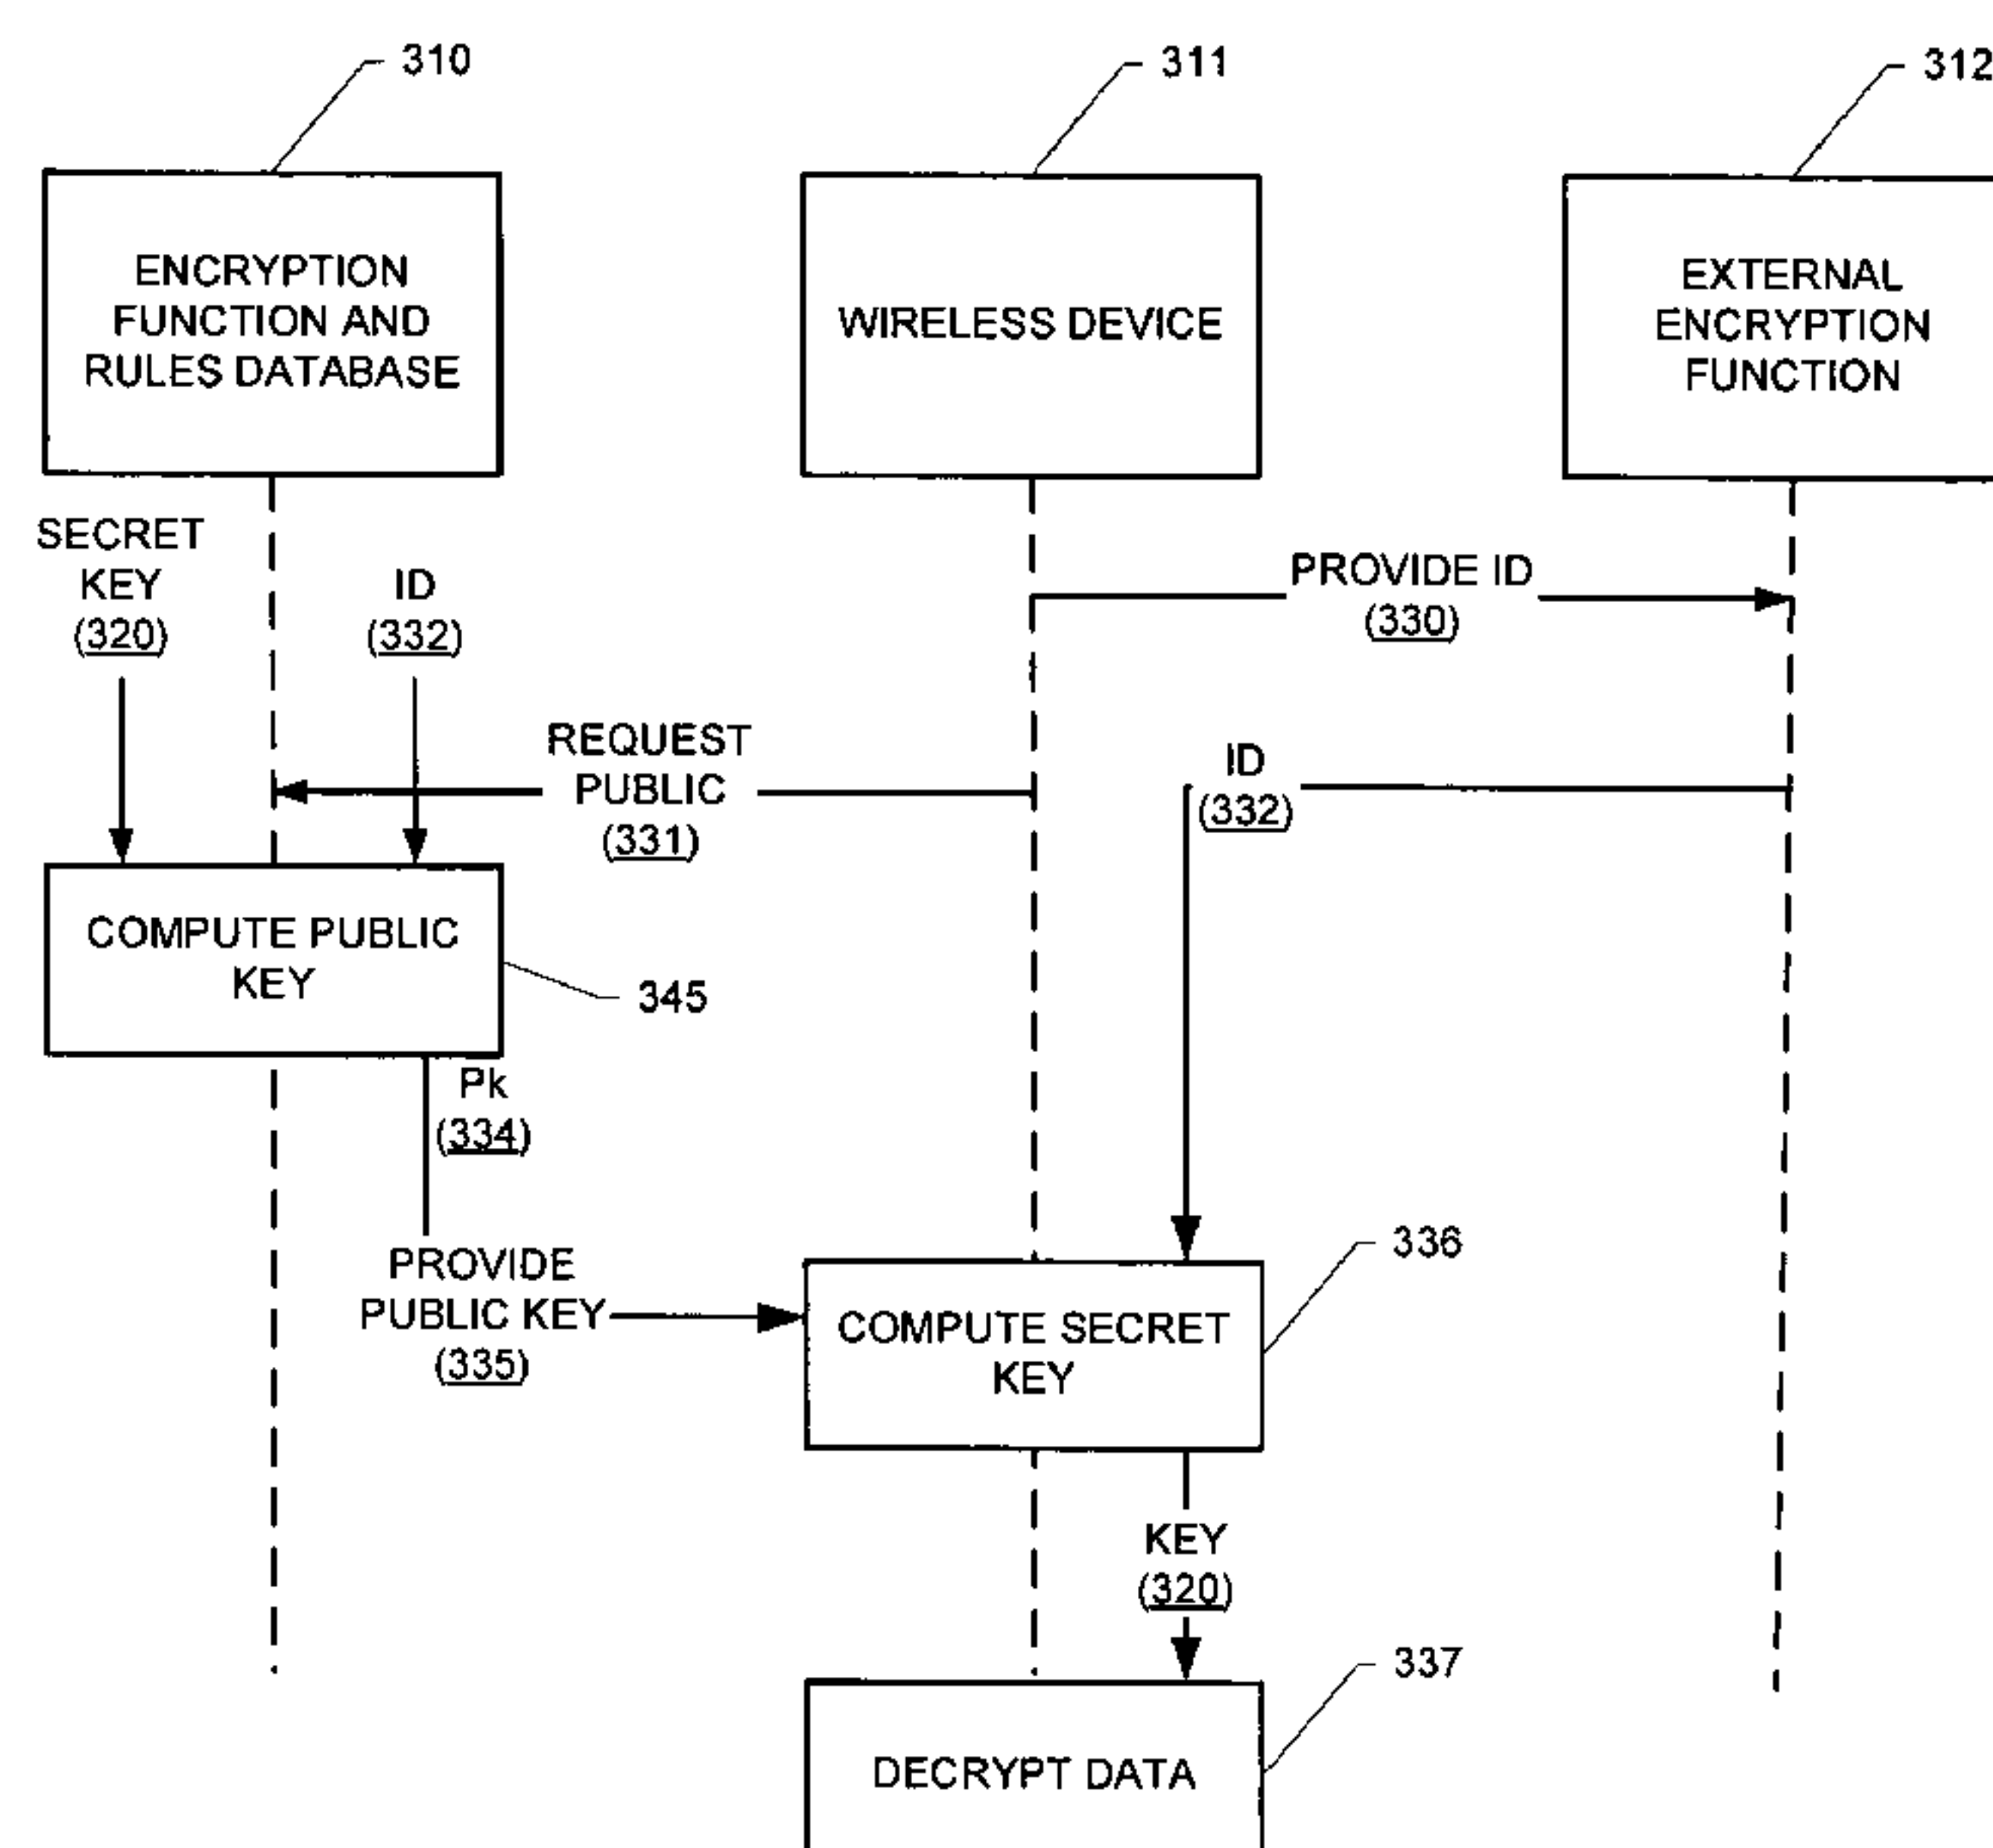 310
311
312
ENCRYPTION
FUNCTION AND
RULES DATABASE
WIRELESS DEVICE
EXTERNAL
ENCRYPTION
FUNCTION
SECRET
KEY
(320)
ID
(332)
PROVIDE ID
(330)
REQUEST
PUBLIC
(331)
ID
(332)
COMPUTE PUBLIC
KEY
345
Pk
(334)
PROVIDE
PUBLIC KEY
(335)
COMPUTE SECRET
KEY
336
KEY
(320)
337
DECRYPT DATA